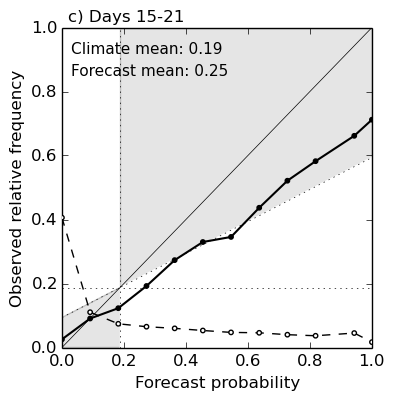 c) Days 15-21
Climate mean: 0.19
Forecast mean: 0.25
Observed relative frequency
1.0
0.8
0.6
0.4
0.2
0.0
0.0 0.2 0.4 0.6 0.8 1.0
Forecast probability